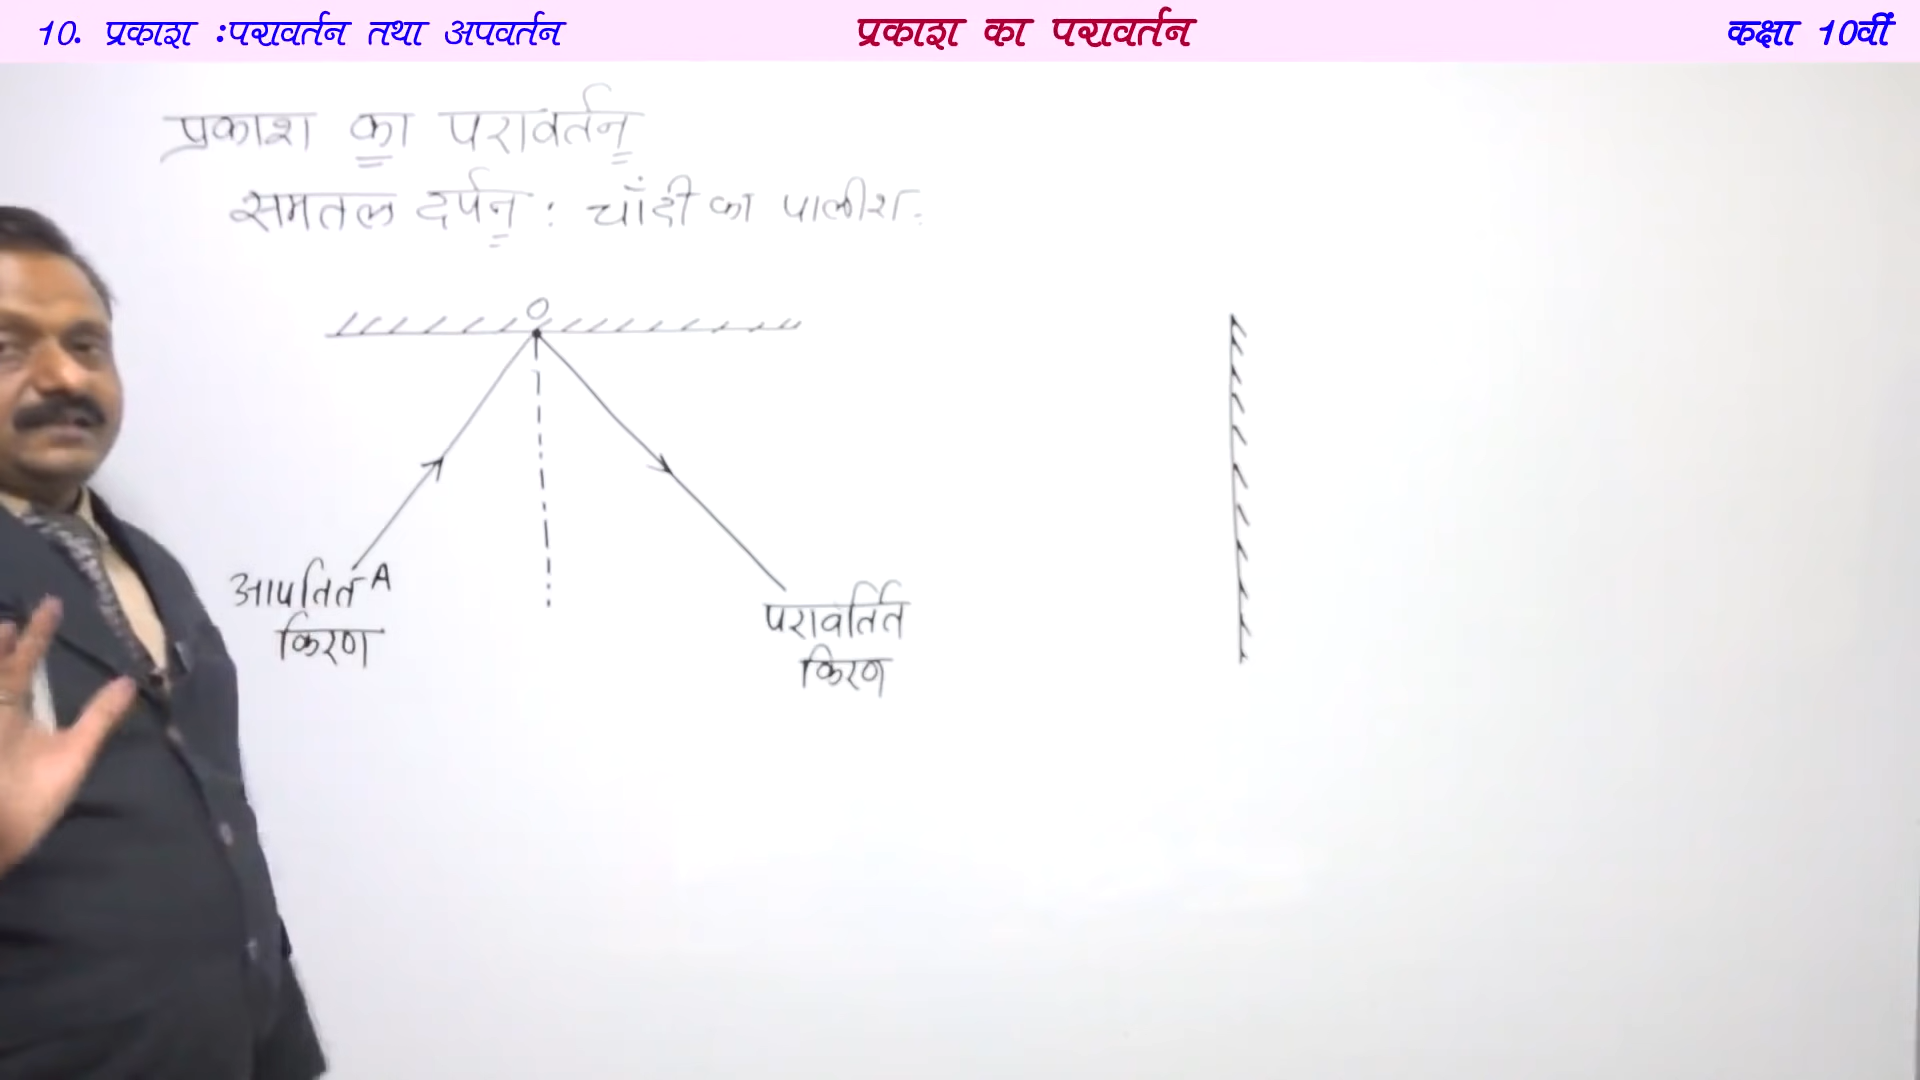 10. प्रकाश :परावर्तन तथा अपवर्तन
प्रकाश का परावर्तन
कक्षा 10वीं
प्रकाश का परावर्तन
समतल दर्पन : चाँदी का पालीश.
O
आपतित A
किरण
परावर्तित
किरण